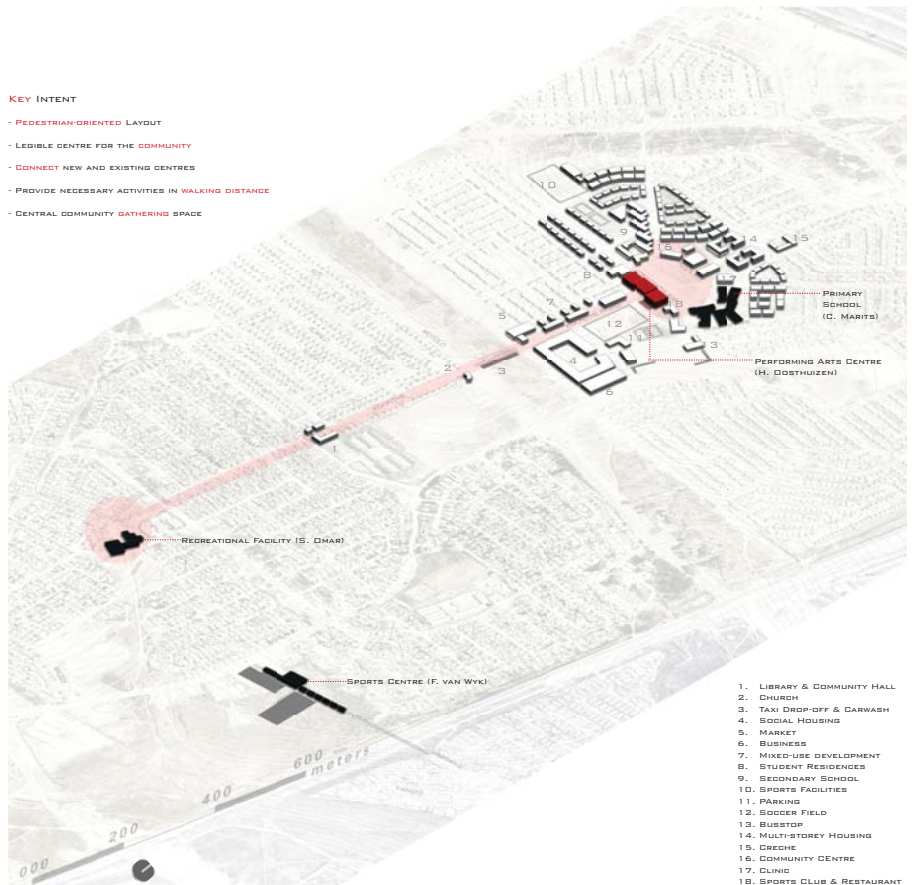 KEY INTENT
- PEDESTRIAN-ORIENTED LAYOUT
- LEGIBLE CENTRE FOR THE COMMUNITY
- CONNECT NEW AND EXISTING CENTRES
- PROVIDE NECESSARY ACTIVITIES IN WALKING DISTANCE
- CENTRAL COMMUNITY GATHERING SPACE
10
9
16
14
15
8
17
18
7
5
12
11
13
2
3
4
6
1
PRIMARY
SCHOOL
(C. MARITS)
PERFORMING ARTS CENTRE
(H. OOSTHUIZEN)
RECREATIONAL FACILITY (S. OMAR)
SPORTS CENTRE (F. VAN WYK)
000
200
400
600
meters
1. LIBRARY & COMMUNITY HALL
2. CHURCH
3. TAXI DROP-OFF & CARWASH
4. SOCIAL HOUSING
5. MARKET
6. BUSINESS
7. MIXED-USE DEVELOPMENT
8. STUDENT RESIDENCES
9. SECONDARY SCHOOL
10. SPORTS FACILITIES
11. PARKING
12. SOCCER FIELD
13. BUSSTOP
14. MULTI-STOREY HOUSING
15. CRECHE
16. COMMUNITY CENTRE
17. CLINIC
18. SPORTS CLUB & RESTAURANT